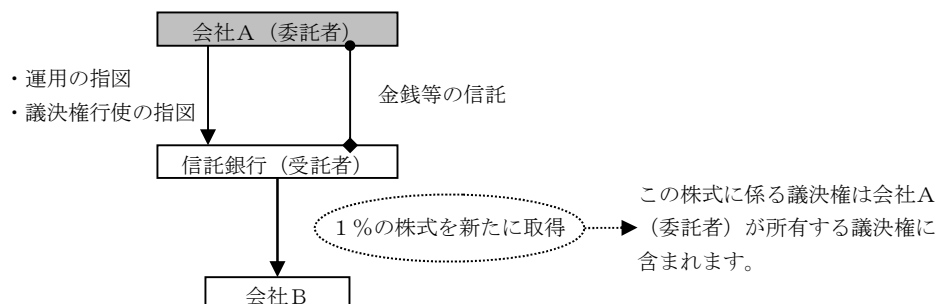 会社A(委託者)
・運用の指図
・議決権行使の指図
金銭等の信託
信託銀行(受託者)
1%の株式を新たに取得
この株式に係る議決権は会社A
(委託者)が所有する議決権に
含まれます。
会社B